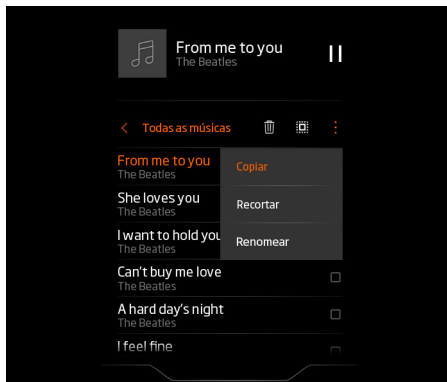 From me to you
The Beatles
Todas as músicas
From me to you
The Beatles
Copiar
She loves you
The Beatles
Recortar
I want to hold you
The Beatles
Renomear
Can't buy me love
The Beatles
A hard day's night
The Beatles
I feel fine